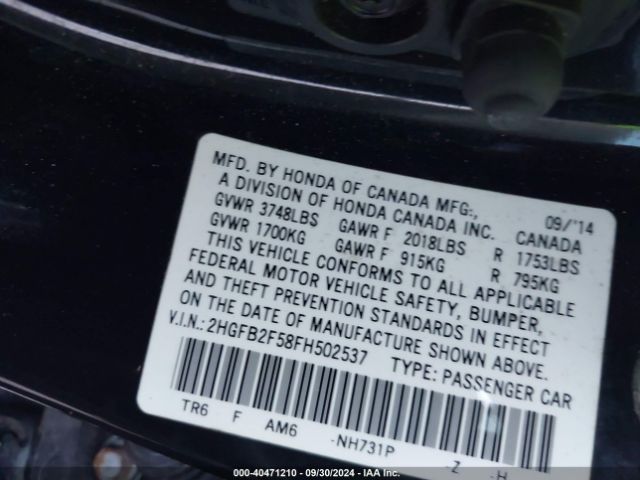 MFD. BY HONDA OF CANADA MFG.,
A DIVISION OF HONDA CANADA INC. CANADA 09/'14
GVWR 3748LBS GAWR F 2018LBS R 1753LBS
GVWR 1700KG GAWR F 915KG R 795KG
THIS VEHICLE CONFORMS TO ALL APPLICABLE
FEDERAL MOTOR VEHICLE SAFETY, BUMPER,
AND THEFT PREVENTION STANDARDS IN EFFECT
ON THE DATE OF MANUFACTURE SHOWN ABOVE.
V.I.N.: 2HGFB2F58FH502537 TYPE: PASSENGER CAR
TR6 F AM6 -NH731P -Z -H
000-40471210 - 09/30/2024 - IAA Inc.